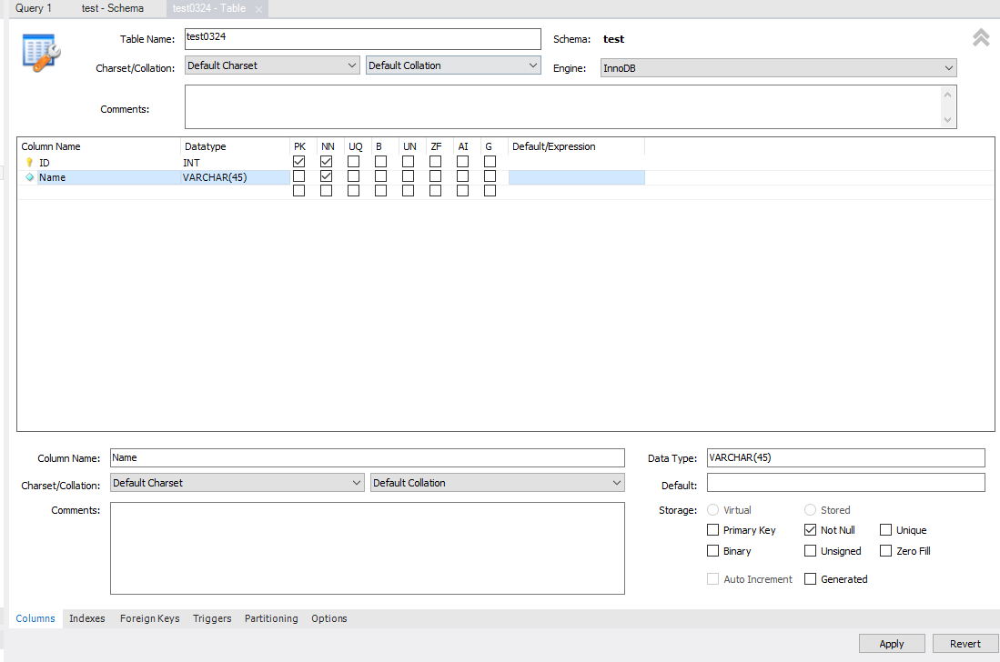 Query 1 test - Schema test0324 - Table
Table Name: test0324 Schema: test
Charset/Collation: Default Charset Default Collation Engine: InnoDB
Comments:
Column Name Datatype PK NN UQ B UN ZF AI G Default/Expression
ID INT
Name VARCHAR(45)
Column Name: Name Data Type: VARCHAR(45)
Charset/Collation: Default Charset Default Collation Default:
Comments: Storage: Virtual Stored
Primary Key Not Null Unique
Binary Unsigned Zero Fill
Auto Increment Generated
Columns Indexes Foreign Keys Triggers Partitioning Options
Apply Revert